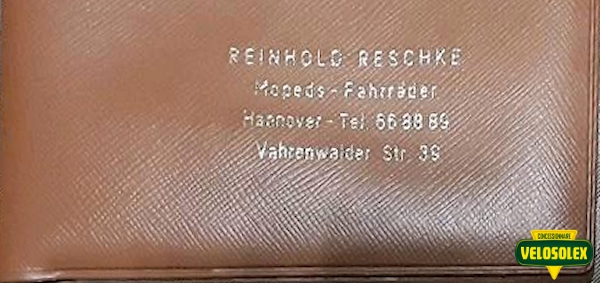 REINHOLD RESCHKE
Mopeds - Fahrräder
Hannover - Tel. 66 88 89
Vahrenwalder Str. 39
CONCESSIONNAIRE
VELOSOLEX